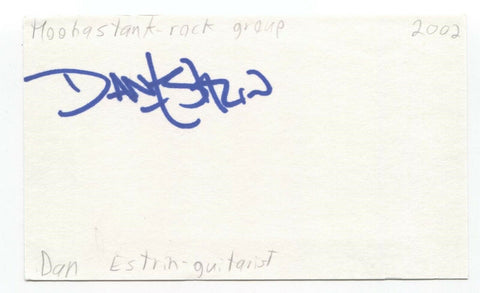 Hoobastank-rock group 2002
Dan Estrin
Dan Estrin-guitarist